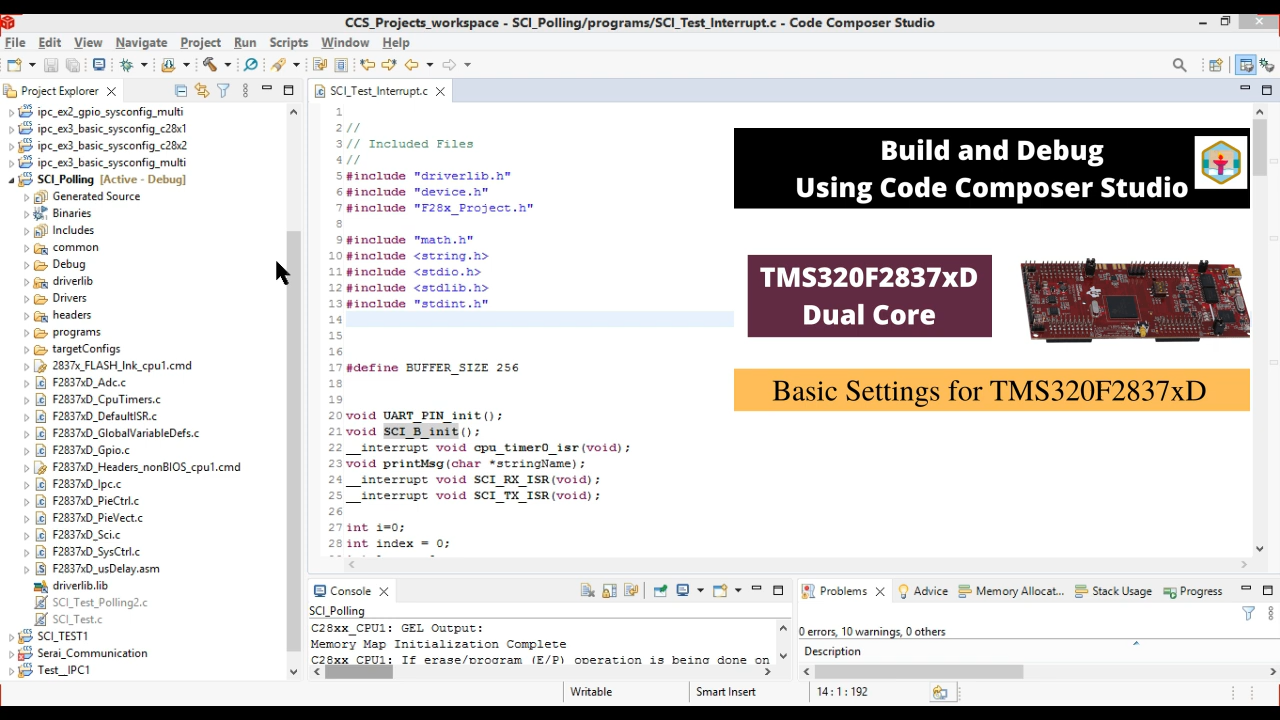 CCS_Projects_workspace - SCI_Polling/programs/SCI_Test_Interrupt.c - Code Composer Studio
File Edit View Navigate Project Run Scripts Window Help
Project Explorer
ipc_ex2_gpio_sysconfig_multi
ipc_ex3_basic_sysconfig_c28x1
ipc_ex3_basic_sysconfig_c28x2
ipc_ex3_basic_sysconfig_multi
SCI_Polling [Active - Debug]
Generated Source
Binaries
Includes
common
Debug
driverlib
Drivers
headers
programs
targetConfigs
2837x_FLASH_lnk_cpu1.cmd
F2837xD_Adc.c
F2837xD_CpuTimers.c
F2837xD_DefaultISR.c
F2837xD_GlobalVariableDefs.c
F2837xD_Gpio.c
F2837xD_Headers_nonBIOS_cpu1.cmd
F2837xD_Ipc.c
F2837xD_PieCtrl.c
F2837xD_PieVect.c
F2837xD_Sci.c
F2837xD_SysCtrl.c
F2837xD_usDelay.asm
driverlib.lib
SCI_Test_Polling2.c
SCI_Test.c
SCI_TEST1
Serai_Communication
Test__IPC1
SCI_Test_Interrupt.c
1
2 //
3 // Included Files
4 //
5 #include "driverlib.h"
6 #include "device.h"
7 #include "F28x_Project.h"
8
9 #include "math.h"
10 #include <string.h>
11 #include <stdio.h>
12 #include <stdlib.h>
13 #include "stdint.h"
14
15
16
17 #define BUFFER_SIZE 256
18
19
20 void UART_PIN_init();
21 void SCI_B_init();
22 __interrupt void cpu_timer0_isr(void);
23 void printMsg(char *stringName);
24 __interrupt void SCI_RX_ISR(void);
25 __interrupt void SCI_TX_ISR(void);
26
27 int i=0;
28 int index = 0;
Build and Debug
Using Code Composer Studio
TMS320F2837xD
Dual Core
Basic Settings for TMS320F2837xD
Console
SCI_Polling
C28xx_CPU1: GEL Output:
Memory Map Initialization Complete
C28xx_CPU1: If erase/program (E/P) operation is being done on
Problems Advice Memory Allocat... Stack Usage Progress
0 errors, 10 warnings, 0 others
Description
Writable Smart Insert 14 : 1 : 192